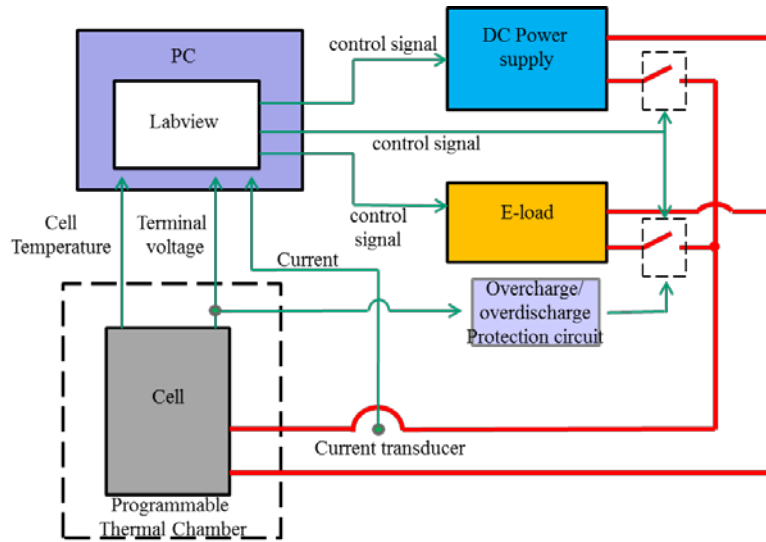 PC
Labview
control signal
DC Power
supply
control signal
control
signal
E-load
Cell
Temperature
Terminal
voltage
Current
Overcharge/
overdischarge
Protection circuit
Cell
Current transducer
Programmable
Thermal Chamber